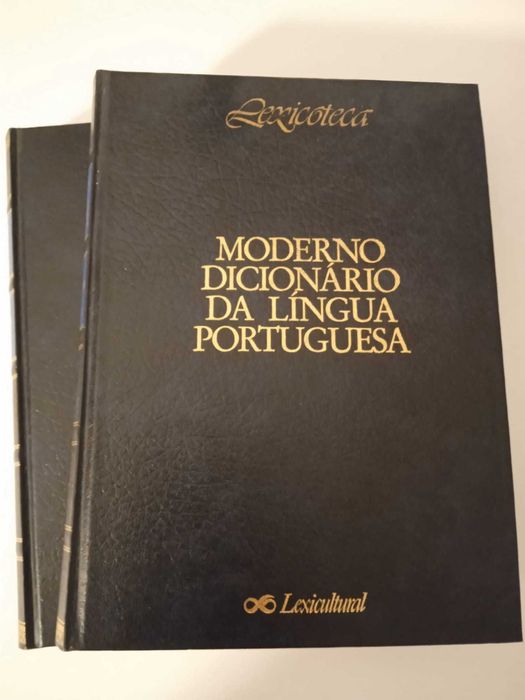 Lexicoteca
MODERNO
DICIONÁRIO
DA LÍNGUA
PORTUGUESA
Lexicultural